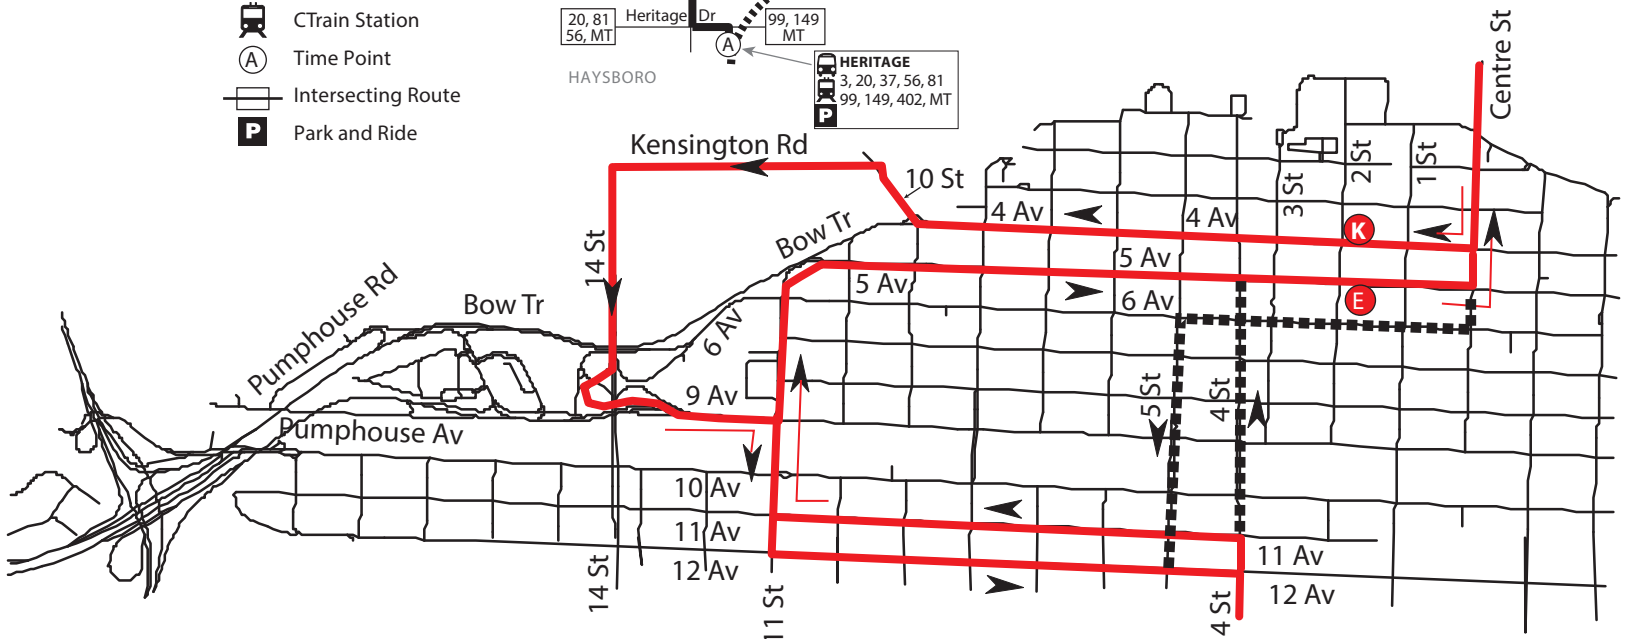 CTrain Station
A
Time Point
Intersecting Route
P
Park and Ride
20, 81
56, MT
Heritage Dr
99, 149
MT
A
HAYSBORO
HERITAGE
3, 20, 37, 56, 81
99, 149, 402, MT
P
Centre St
Kensington Rd
10 St
14 St
4 Av
4 Av
3 St
2 St
1 St
K
Bow Tr
5 Av
5 Av
6 Av
E
Pumphouse Rd
Bow Tr
6 Av
5 St
4 St
9 Av
Pumphouse Av
10 Av
11 Av
11 Av
12 Av
12 Av
14 St
11 St
4 St